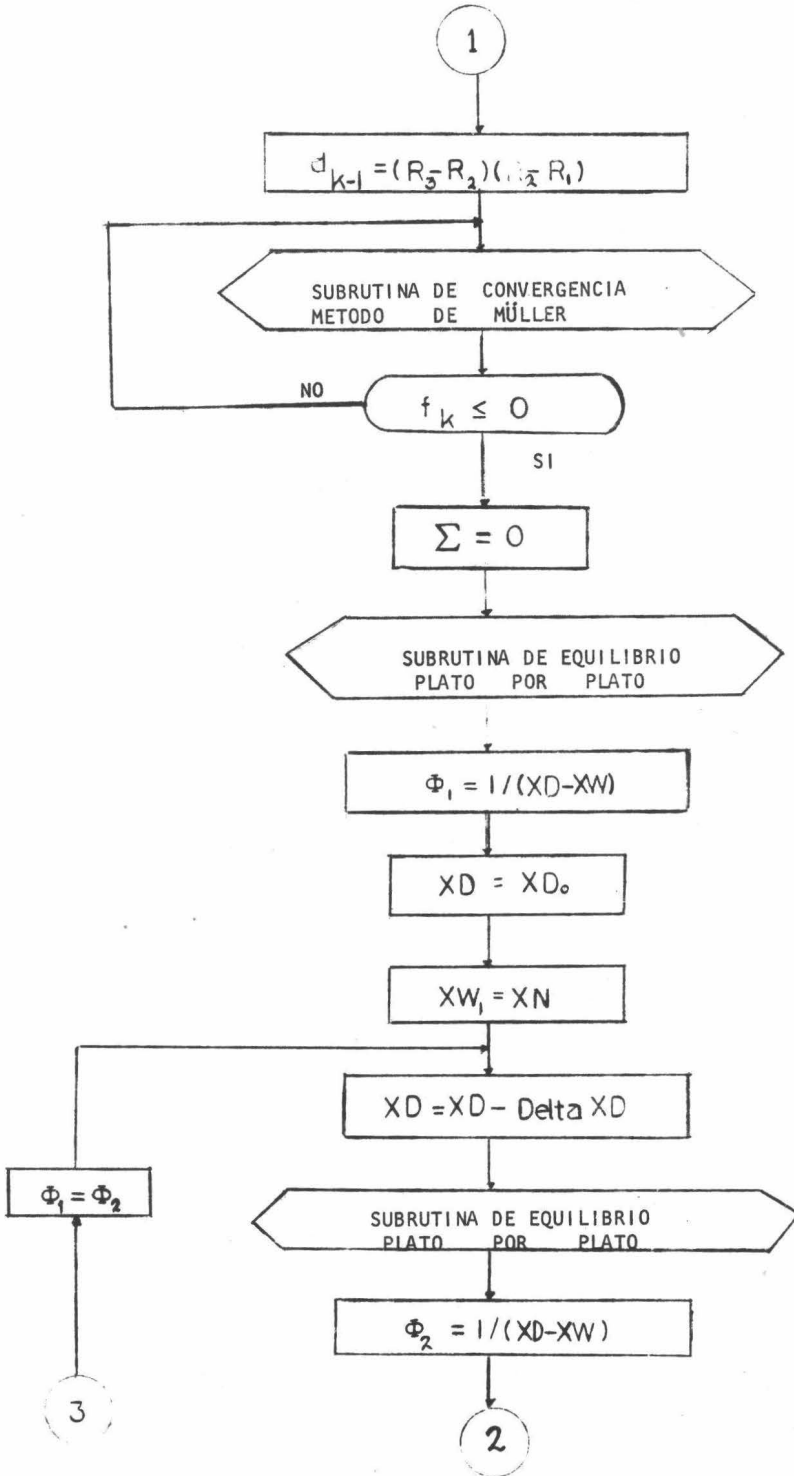 1
d k-1 = (R3-R2)( 2-R1)
SUBRUTINA DE CONVERGENCIA
METODO DE MÜLLER
NO
f k ≤ 0
SI
Σ = 0
SUBRUTINA DE EQUILIBRIO
PLATO POR PLATO
Φ1 = 1/(XD-XW)
XD = XD₀
XW1 = XN
XD = XD - Delta XD
Φ1 = Φ2
SUBRUTINA DE EQUILIBRIO
PLATO POR PLATO
Φ2 = 1/(XD-XW)
3
2